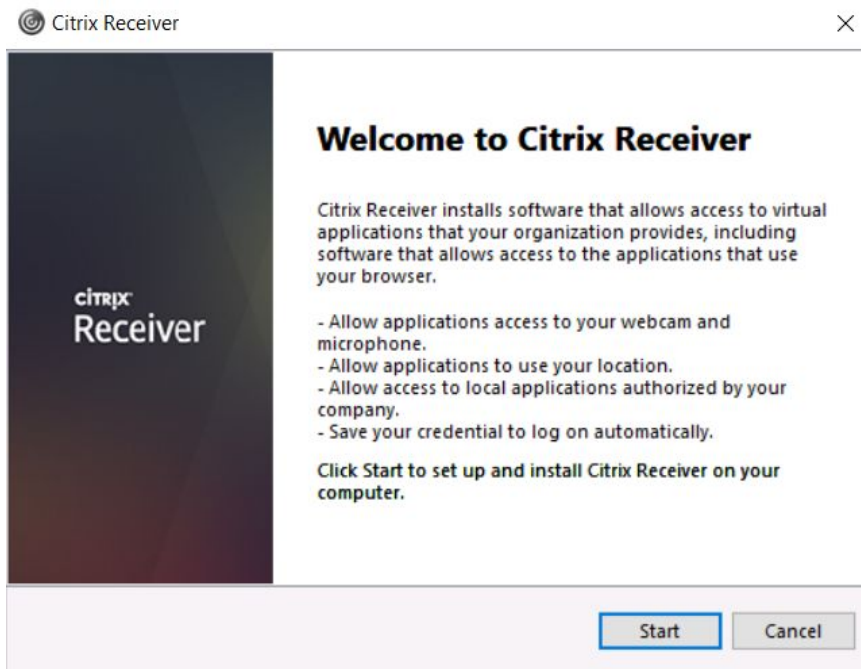 Citrix Receiver
Welcome to Citrix Receiver
Citrix Receiver installs software that allows access to virtual
applications that your organization provides, including
software that allows access to the applications that use
your browser.
- Allow applications access to your webcam and
microphone.
- Allow applications to use your location.
- Allow access to local applications authorized by your
company.
- Save your credential to log on automatically.
Click Start to set up and install Citrix Receiver on your
computer.
CITRIX
Receiver
Start Cancel